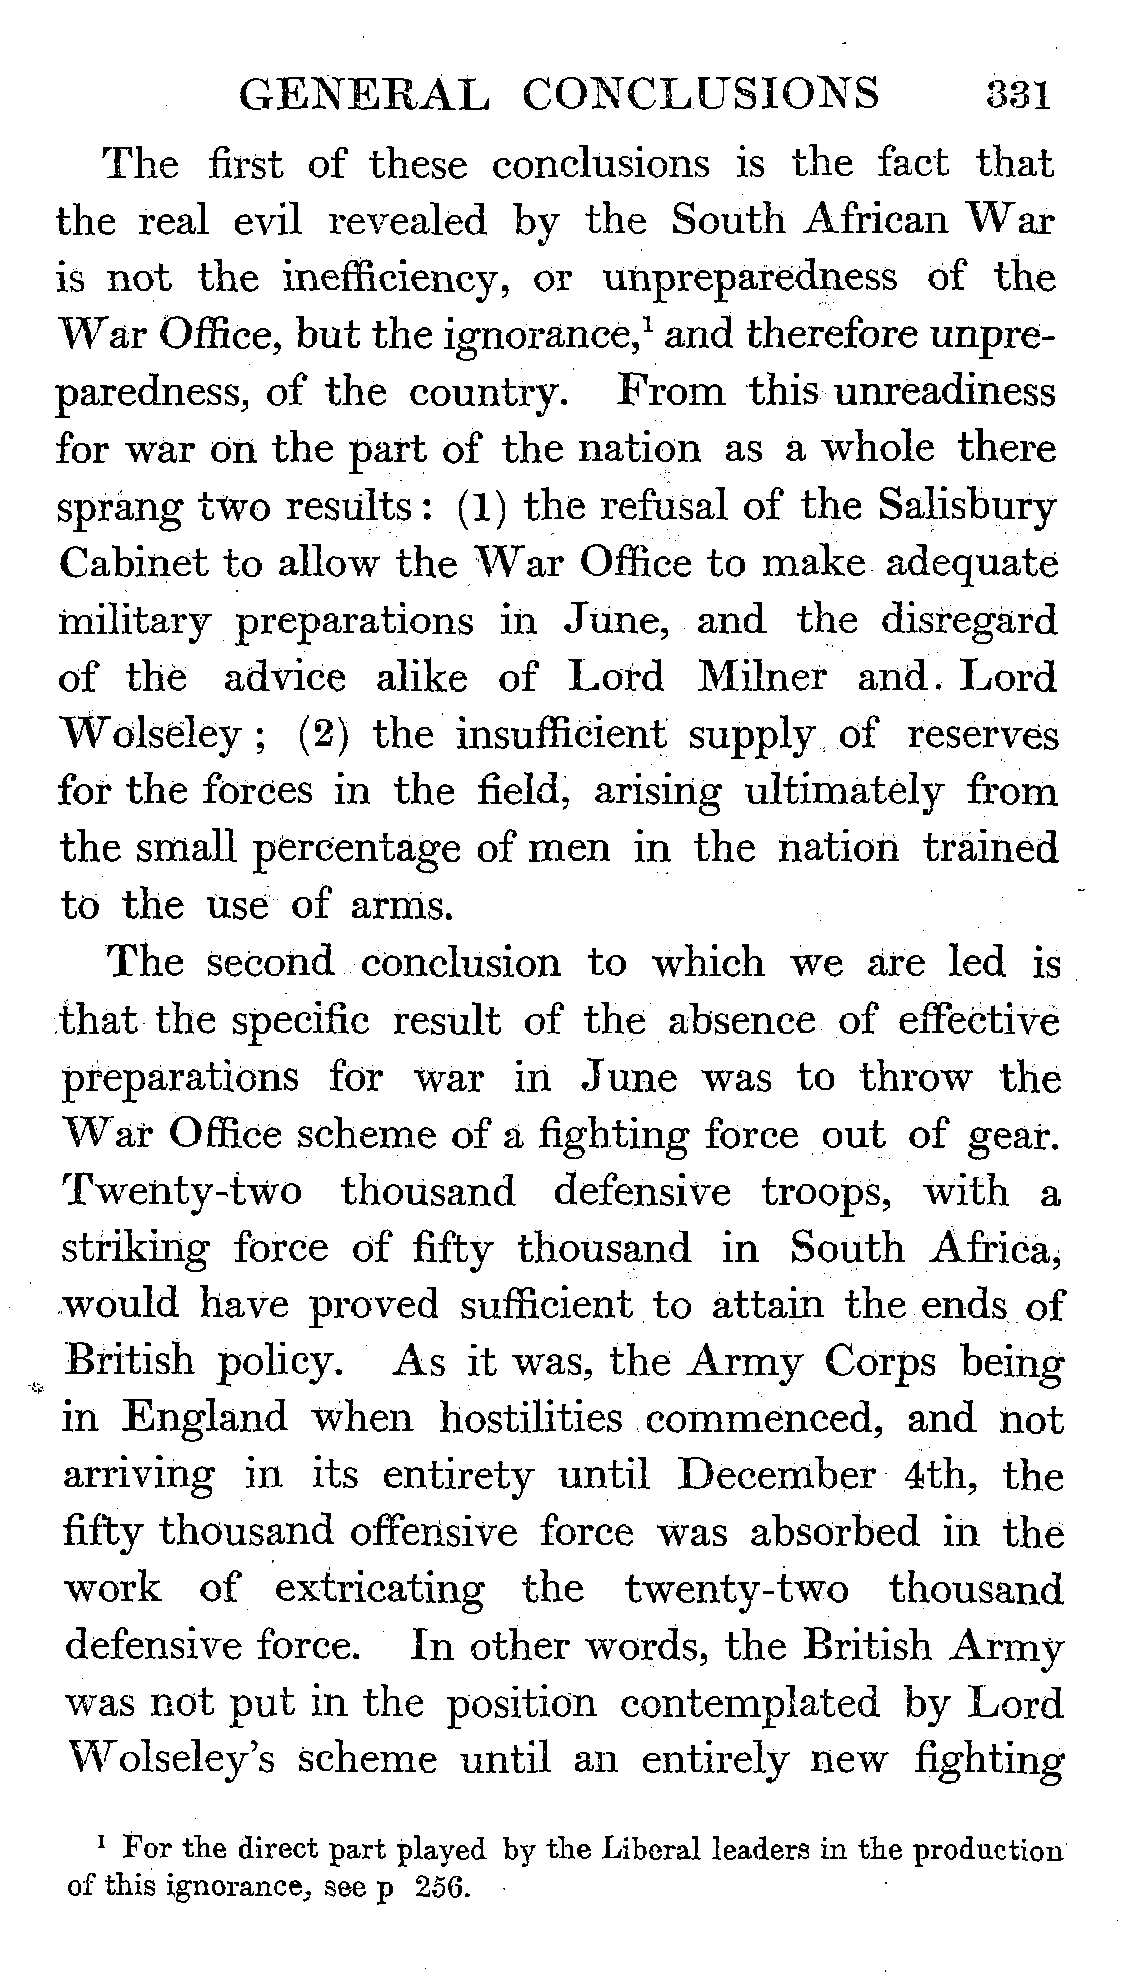 GENERAL CONCLUSIONS 331
The first of these conclusions is the fact that
the real evil revealed by the South African War
is not the inefficiency, or unpreparedness of the
War Office, but the ignorance,¹ and therefore unpre-
paredness, of the country. From this unreadiness
for war on the part of the nation as a whole there
sprang two results: (1) the refusal of the Salisbury
Cabinet to allow the War Office to make adequate
military preparations in June, and the disregard
of the advice alike of Lord Milner and. Lord
Wolseley; (2) the insufficient supply of reserves
for the forces in the field, arising ultimately from
the small percentage of men in the nation trained
to the use of arms.
The second conclusion to which we are led is
that the specific result of the absence of effective
preparations for war in June was to throw the
War Office scheme of a fighting force out of gear.
Twenty-two thousand defensive troops, with a
striking force of fifty thousand in South Africa,
would have proved sufficient to attain the ends of
British policy. As it was, the Army Corps being
in England when hostilities commenced, and not
arriving in its entirety until December 4th, the
fifty thousand offensive force was absorbed in the
work of extricating the twenty-two thousand
defensive force. In other words, the British Army
was not put in the position contemplated by Lord
Wolseley's scheme until an entirely new fighting
¹ For the direct part played by the Liberal leaders in the production
of this ignorance, see p 256.